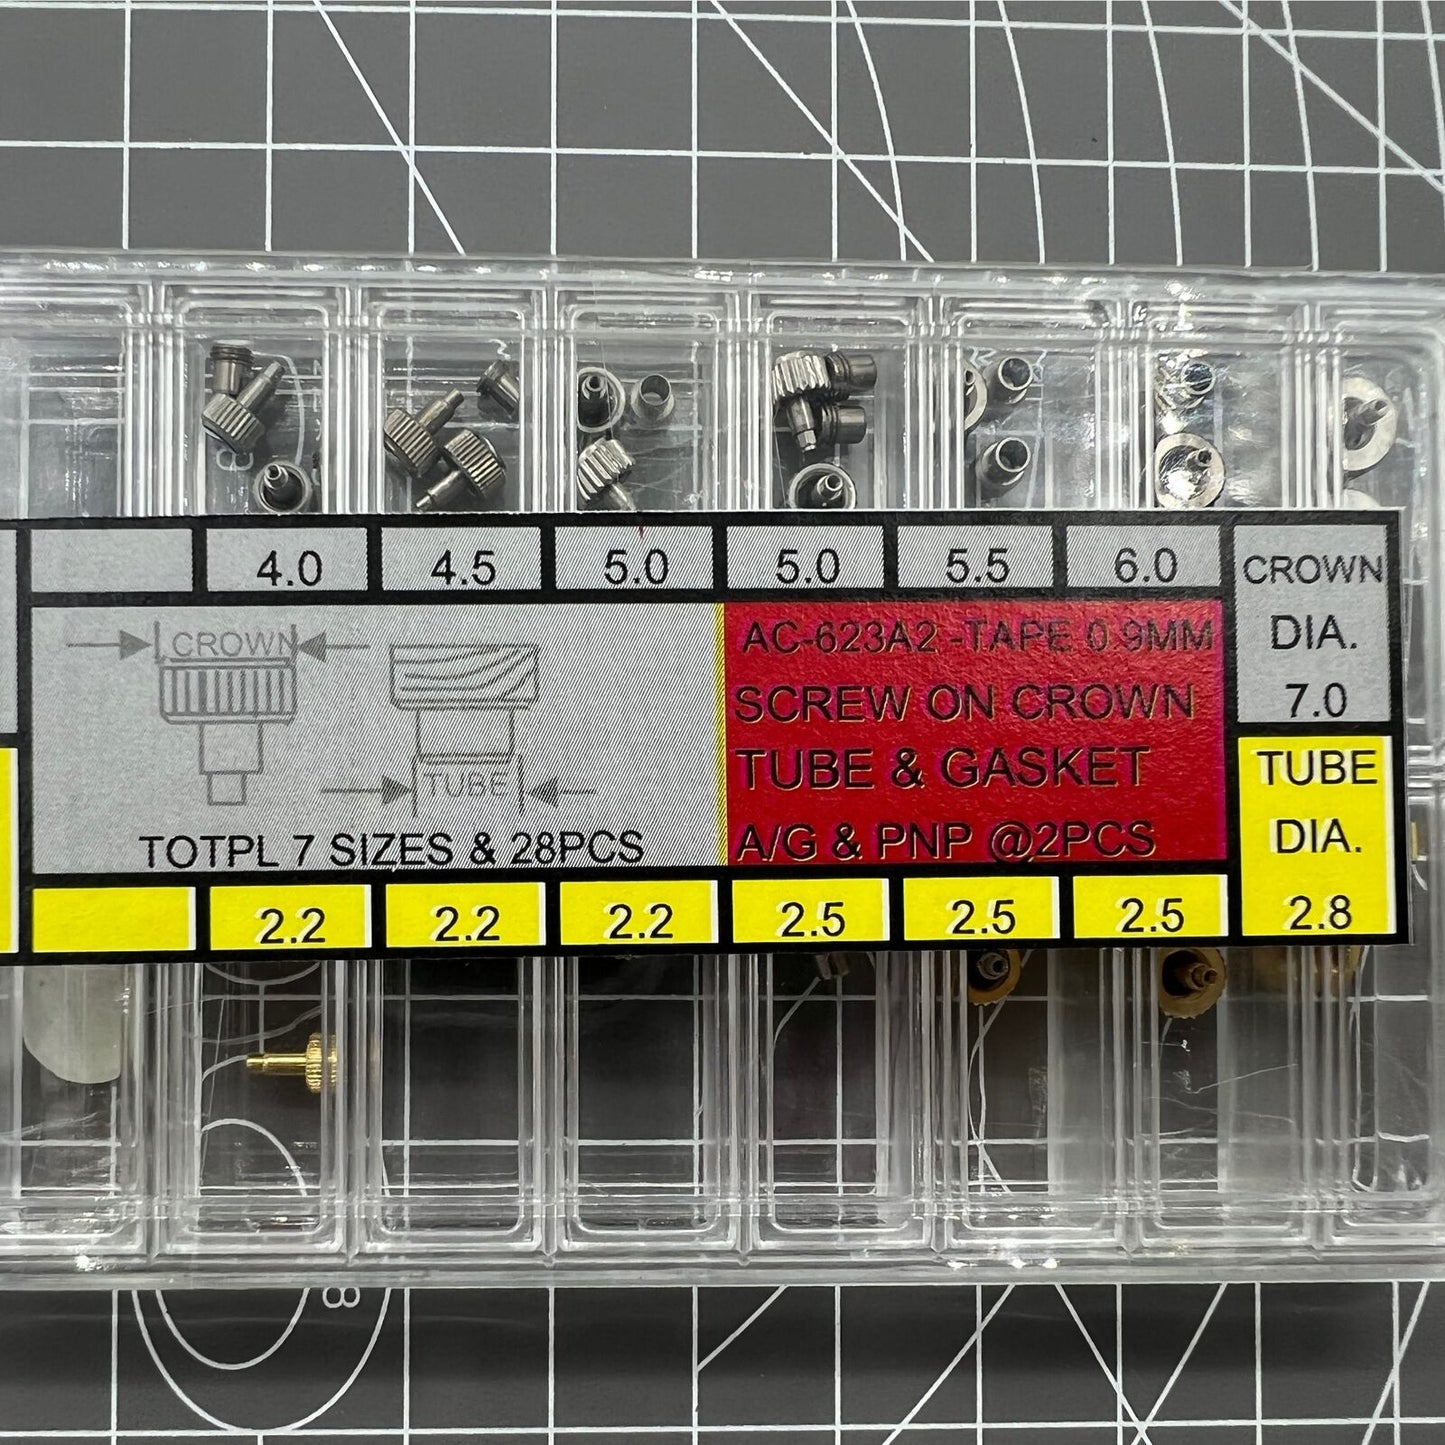 4.0 4.5 5.0 5.0 5.5 6.0
CROWN
DIA.
7.0
CROWN
TUBE
TOTPL 7 SIZES & 28PCS
AC-623A2 -TAPE 0.9MM
SCREW ON CROWN
TUBE & GASKET
A/G & PNP @2PCS
TUBE
DIA.
2.8
2.2 2.2 2.2 2.5 2.5 2.5
8